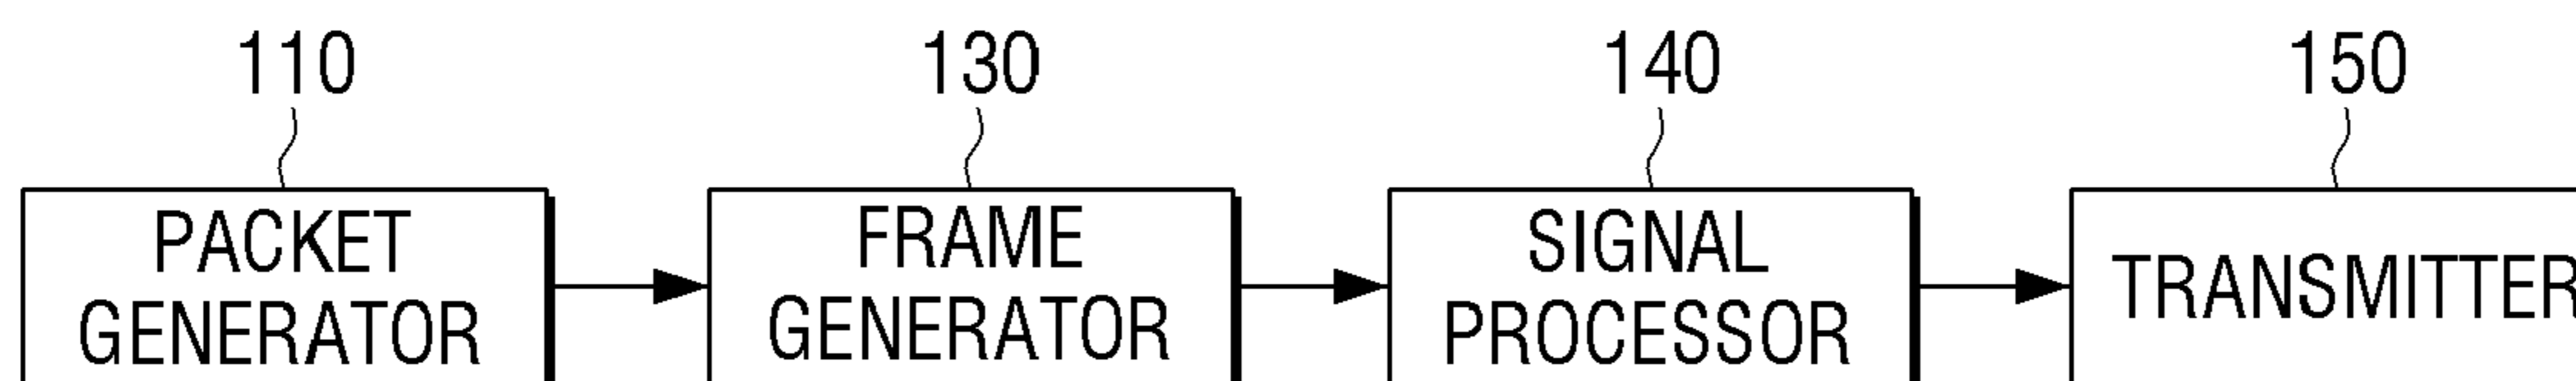 110
130
140
150
PACKET
GENERATOR
FRAME
GENERATOR
SIGNAL
PROCESSOR
TRANSMITTER